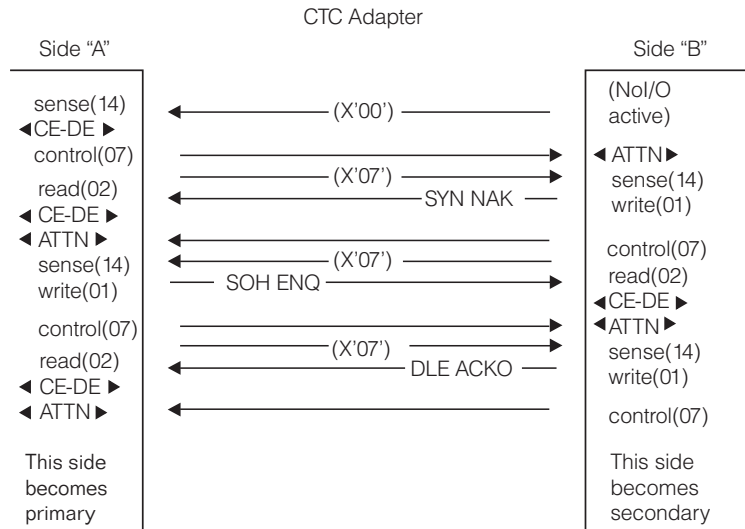 CTC Adapter
Side “A”
Side “B”
sense(14)
◄CE-DE ►
control(07)
read(02)
◄ CE-DE ►
◄ ATTN ►
sense(14)
write(01)
control(07)
read(02)
◄ CE-DE ►
◄ ATTN ►
This side
becomes
primary
(X'00')
(X'07')
SYN NAK
(X'07')
SOH ENQ
(X'07')
DLE ACKO
(NoI/O
active)
◄ ATTN►
sense(14)
write(01)
control(07)
read(02)
◄CE-DE ►
◄ATTN ►
sense(14)
write(01)
control(07)
This side
becomes
secondary